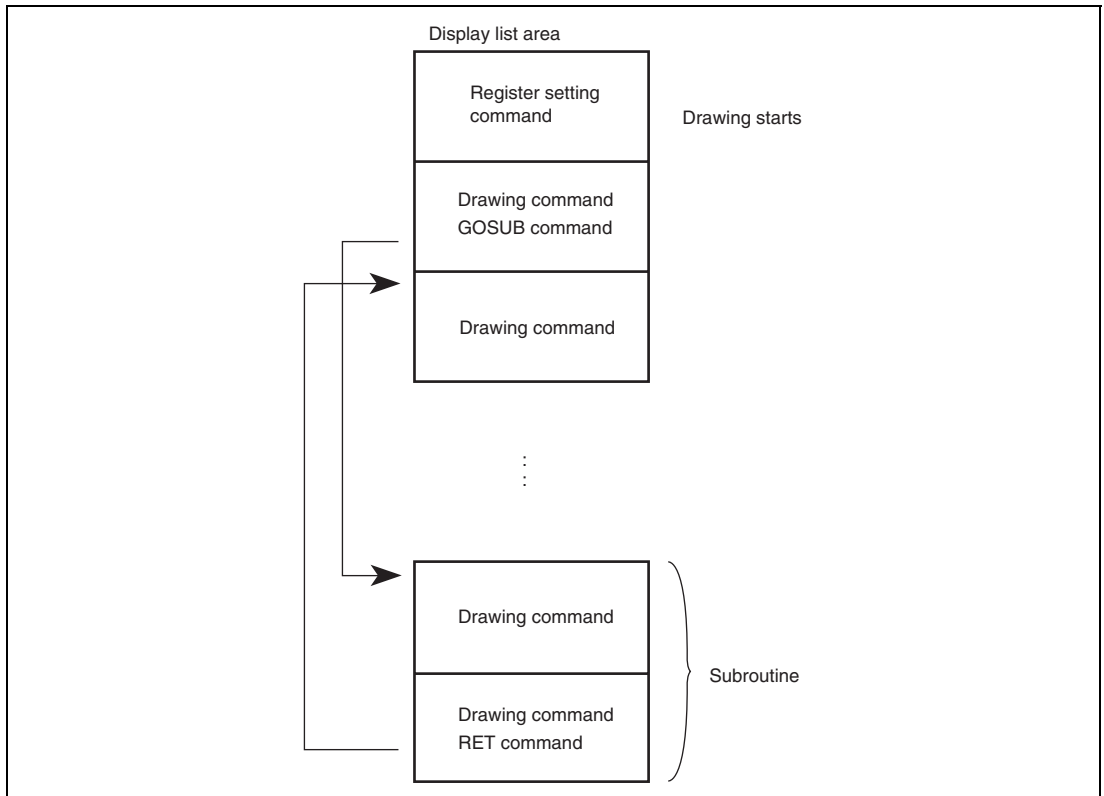 Display list area
Register setting
command
Drawing starts
Drawing command
GOSUB command
Drawing command
Drawing command
Subroutine
Drawing command
RET command